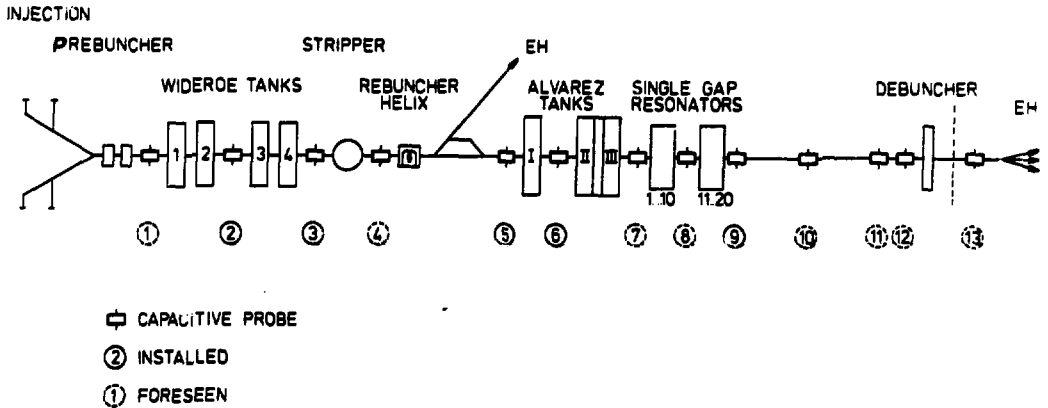 INJECTION
PREBUNCHER
STRIPPER
EH
WIDEROE TANKS
REBUNCHER
HELIX
ALVAREZ
TANKS
SINGLE GAP
RESONATORS
DEBUNCHER
EH
1 2 3 4 I II III
1...10 11..20
1 2 3 4 5 6 7 8 9 10 11 12 13
CAPACITIVE PROBE
2 INSTALLED
1 FORESEEN